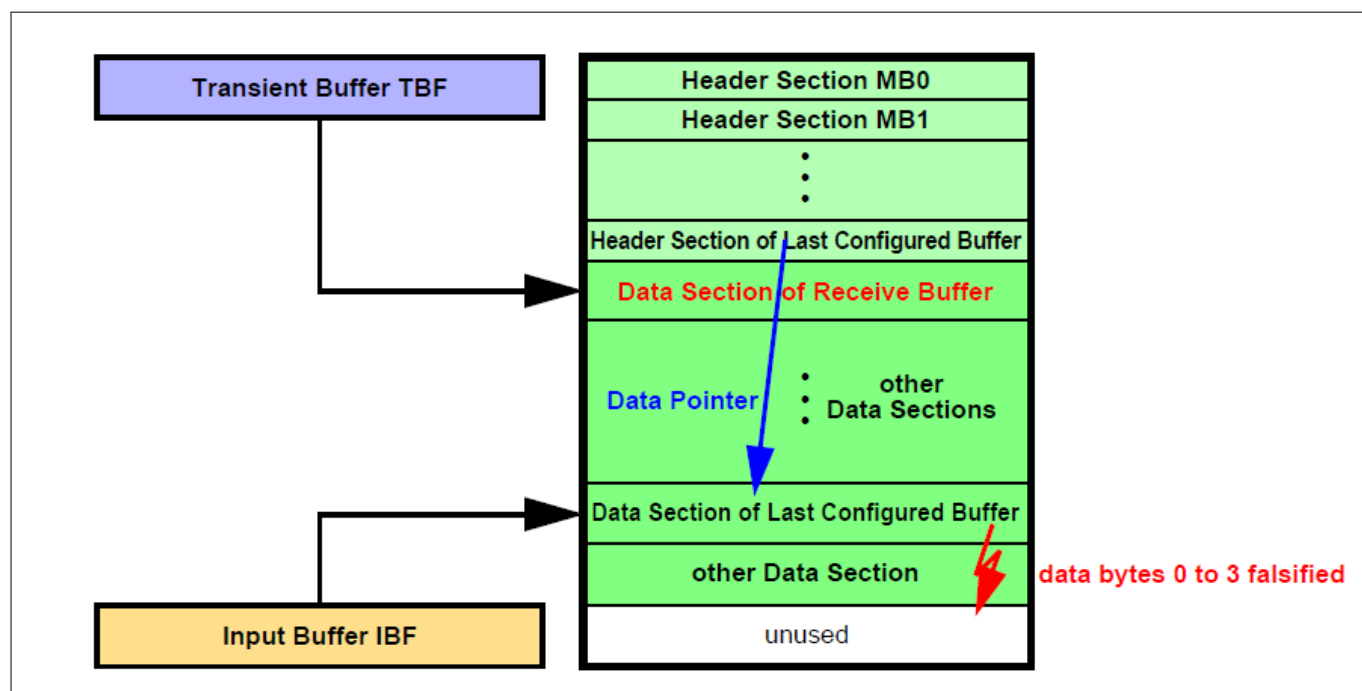 Transient Buffer TBF
Header Section MB0
Header Section MB1
Header Section of Last Configured Buffer
Data Section of Receive Buffer
Data Pointer
other
Data Sections
Data Section of Last Configured Buffer
other Data Section
data bytes 0 to 3 falsified
Input Buffer IBF
unused